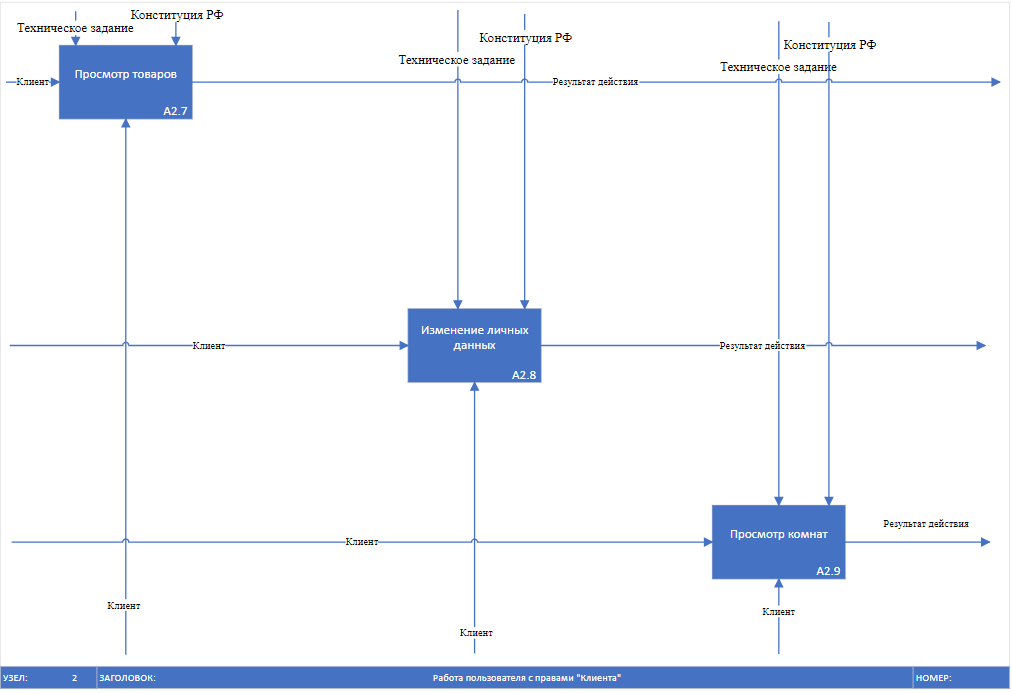 Конституция РФ
Техническое задание
Конституция РФ
Конституция РФ
Техническое задание
Техническое задание
Просмотр товаров
Клиент
Результат действия
A2.7
Изменение личных
данных
Клиент
Результат действия
A2.8
Результат действия
Просмотр комнат
Клиент
A2.9
Клиент
Клиент
Клиент
УЗЕЛ: 2 ЗАГОЛОВОК: Работа пользователя с правами "Клиента" НОМЕР: